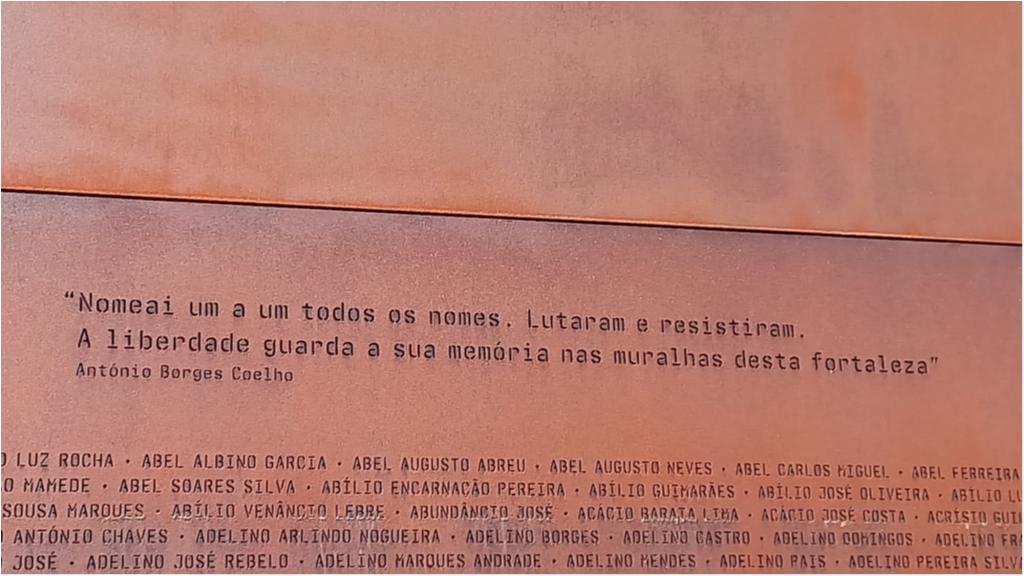 “Nomeai um a um todos os nomes. Lutaram e resistiram.
A liberdade guarda a sua memória nas muralhas desta fortaleza”
António Borges Coelho
O LUZ ROCHA · ABEL ALBINO GARCIA · ABEL AUGUSTO ABREU · ABEL AUGUSTO NEVES · ABEL CARLOS MIGUEL · ABEL FERREIRA
O MAMEDE · ABEL SOARES SILVA · ABÍLIO ENCARNAÇÃO PEREIRA · ABÍLIO GUIMARÃES · ABÍLIO JOSÉ OLIVEIRA · ABÍLIO
SOUSA MARQUES · ABÍLIO VENÂNCIO LEBRE · ABUNDÂNCIO JOSÉ · ACÁCIO BARATA LIMA · ACÁCIO JOSÉ COSTA · ACRÍSIO
ANTÓNIO CHAVES · ADELINO ARLINDO NOGUEIRA · ADELINO BORGES · ADELINO CASTRO · ADELINO DOMINGOS · ADELINO
JOSÉ · ADELINO JOSÉ REBELO · ADELINO MARQUES ANDRADE · ADELINO MENDES · ADELINO PAIS · ADELINO PEREIRA SILVA